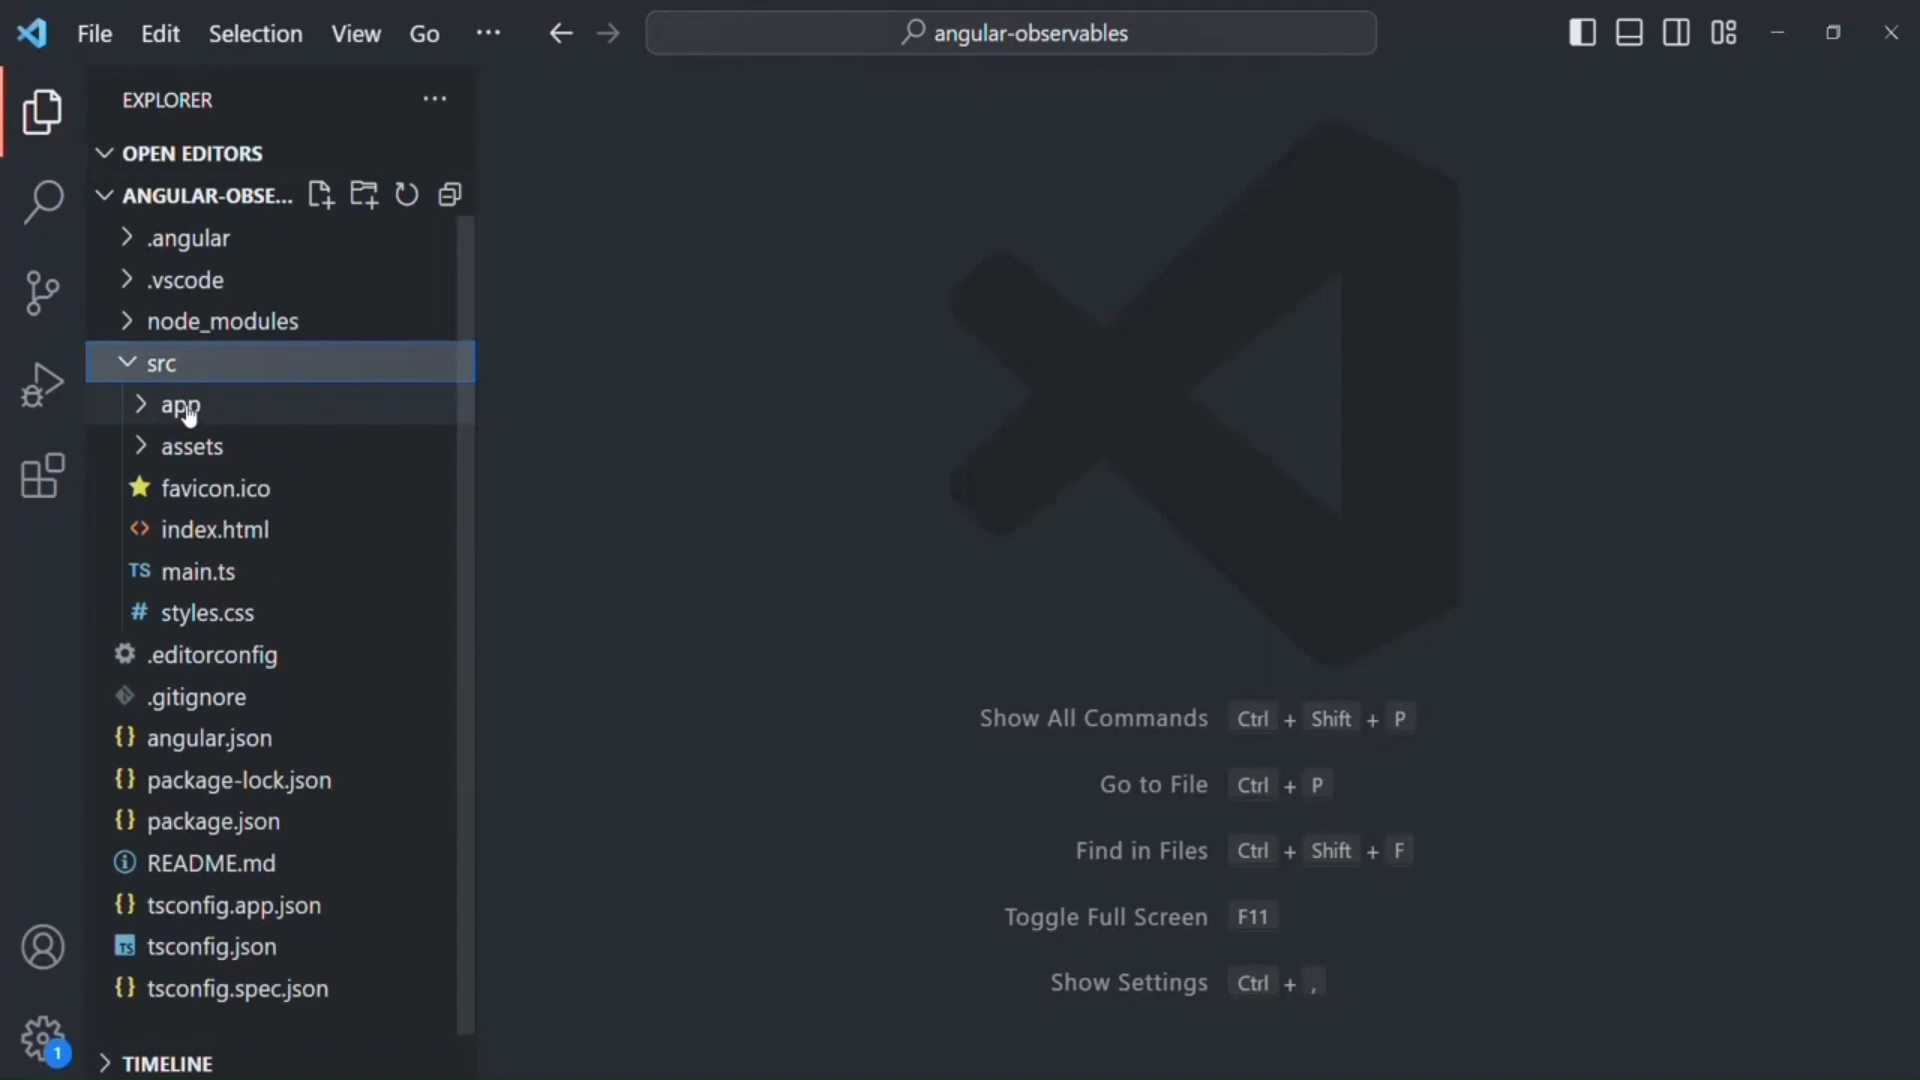 File Edit Selection View Go ···
angular-observables
EXPLORER ···
OPEN EDITORS
ANGULAR-OBSE...
.angular
.vscode
node_modules
src
app
assets
favicon.ico
<> index.html
TS main.ts
# styles.css
.editorconfig
.gitignore
{} angular.json
{} package-lock.json
{} package.json
README.md
{} tsconfig.app.json
TS tsconfig.json
{} tsconfig.spec.json
1
TIMELINE
Show All Commands Ctrl + Shift + P
Go to File Ctrl + P
Find in Files Ctrl + Shift + F
Toggle Full Screen F11
Show Settings Ctrl + ,